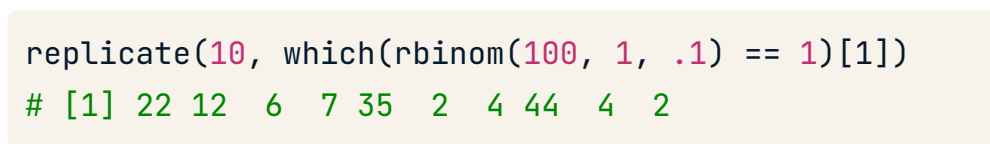 replicate(10, which(rbinom(100, 1, .1) == 1)[1])
# [1] 22 12  6  7 35  2  4 44  4  2